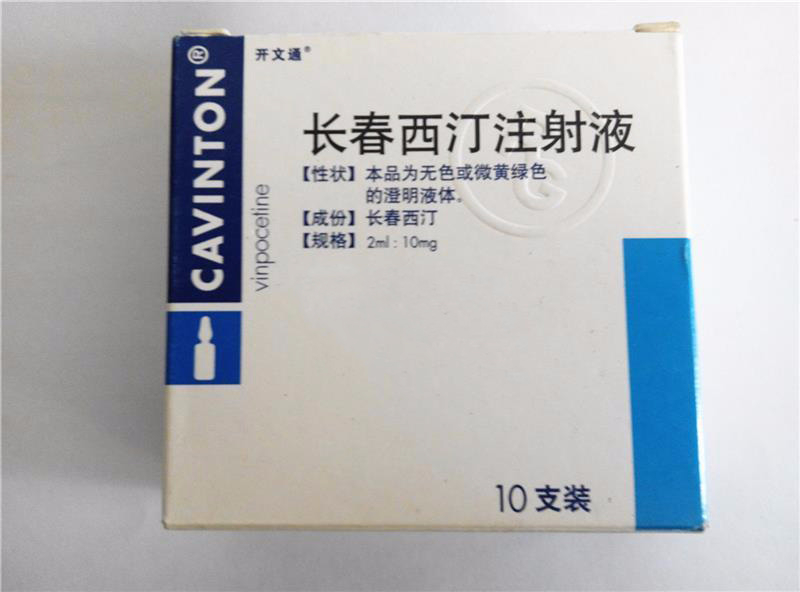 CAVINTON®
vinpocetine
开文通®
长春西汀注射液
【性状】本品为无色或微黄绿色
的澄明液体。
【成份】长春西汀
【规格】2ml:10mg
10支装